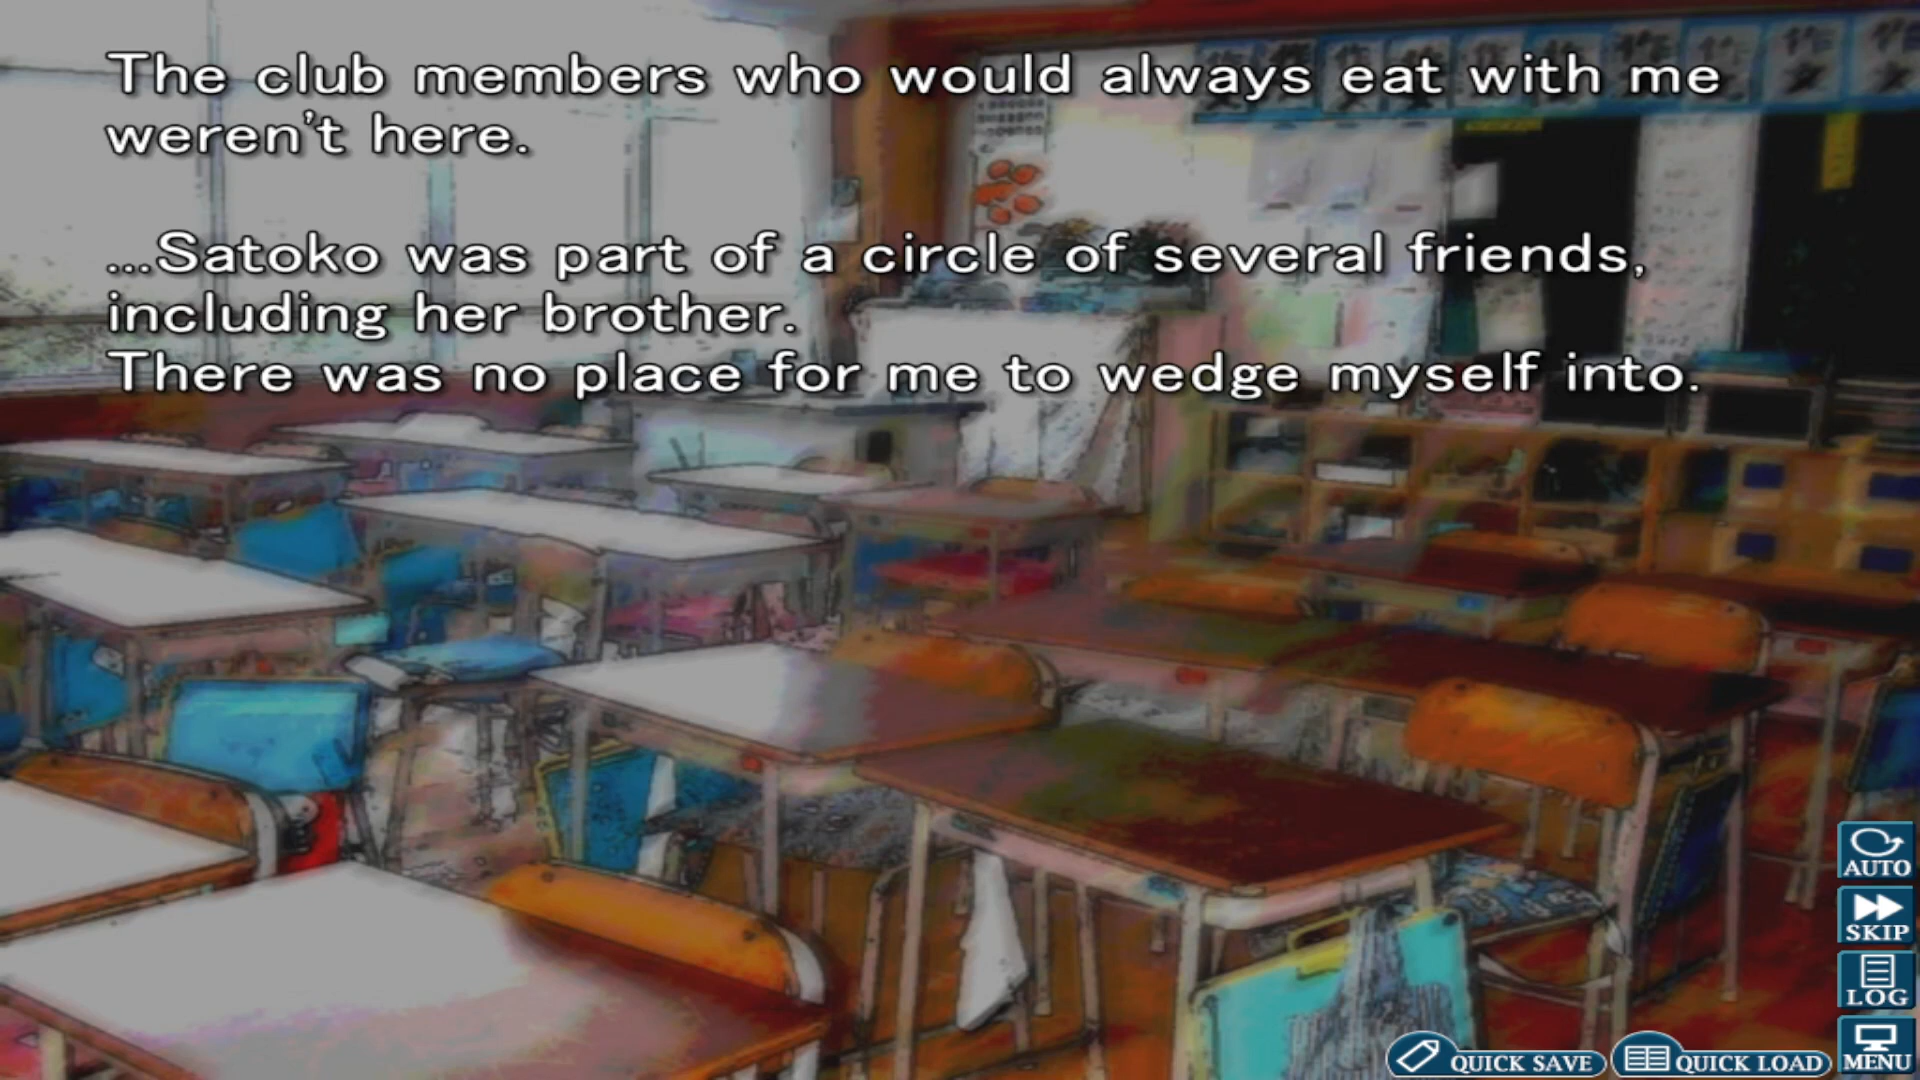 The club members who would always eat with me
weren't here.
...Satoko was part of a circle of several friends,
including her brother.
There was no place for me to wedge myself into.
AUTO
SKIP
LOG
MENU
QUICK SAVE
QUICK LOAD